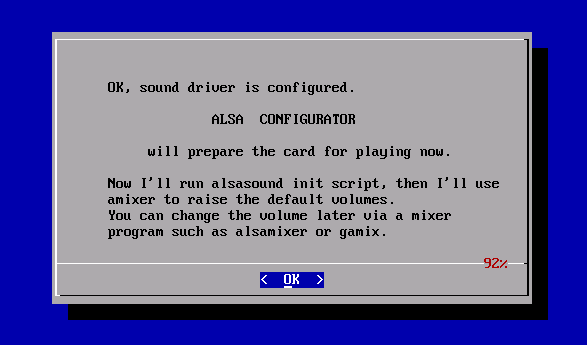 OK, sound driver is configured.
ALSA CONFIGURATOR
will prepare the card for playing now.
Now I'll run alsasound init script, then I'll use
amixer to raise the default volumes.
You can change the volume later via a mixer
program such as alsamixer or gamix.
92%
< OK >